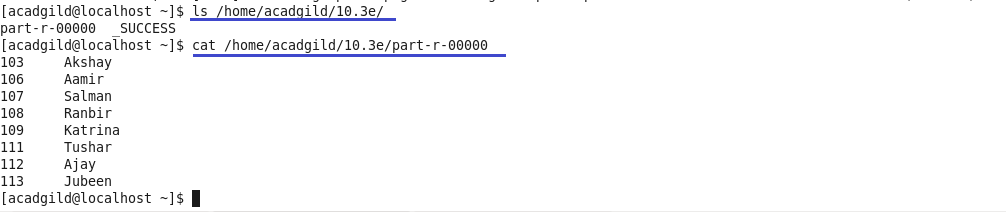 [acadgild@localhost ~]$ ls /home/acadgild/10.3e/
part-r-00000  _SUCCESS
[acadgild@localhost ~]$ cat /home/acadgild/10.3e/part-r-00000
103     Akshay
106     Aamir
107     Salman
108     Ranbir
109     Katrina
111     Tushar
112     Ajay
113     Jubeen
[acadgild@localhost ~]$